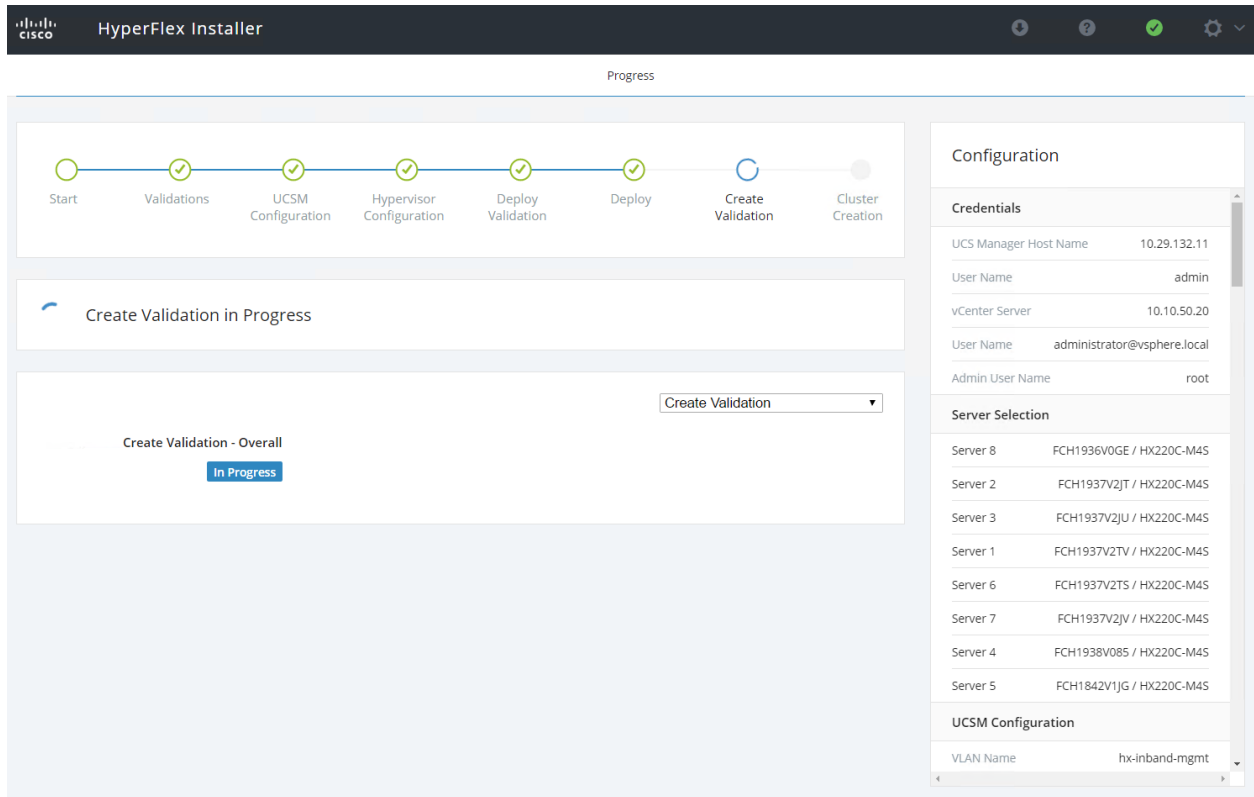 cisco HyperFlex Installer
Progress
Start
Validations
UCSM
Configuration
Hypervisor
Configuration
Deploy
Validation
Deploy
Create
Validation
Cluster
Creation
Create Validation in Progress
Create Validation
Create Validation - Overall
In Progress
Configuration
Credentials
UCS Manager Host Name 10.29.132.11
User Name admin
vCenter Server 10.10.50.20
User Name administrator@vsphere.local
Admin User Name root
Server Selection
Server 8 FCH1936V0GE / HX220C-M4S
Server 2 FCH1937V2JT / HX220C-M4S
Server 3 FCH1937V2JU / HX220C-M4S
Server 1 FCH1937V2TV / HX220C-M4S
Server 6 FCH1937V2TS / HX220C-M4S
Server 7 FCH1937V2JV / HX220C-M4S
Server 4 FCH1938V085 / HX220C-M4S
Server 5 FCH1842V1JG / HX220C-M4S
UCSM Configuration
VLAN Name hx-inband-mgmt